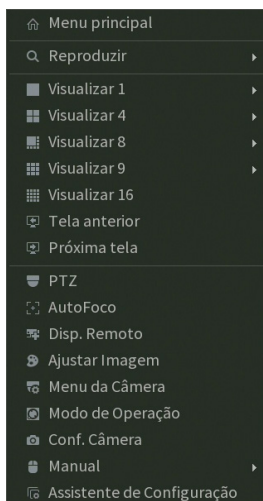 Menu principal
Reproduzir
Visualizar 1
Visualizar 4
Visualizar 8
Visualizar 9
Visualizar 16
Tela anterior
Próxima tela
PTZ
AutoFoco
Disp. Remoto
Ajustar Imagem
Menu da Câmera
Modo de Operação
Conf. Câmera
Manual
Assistente de Configuração